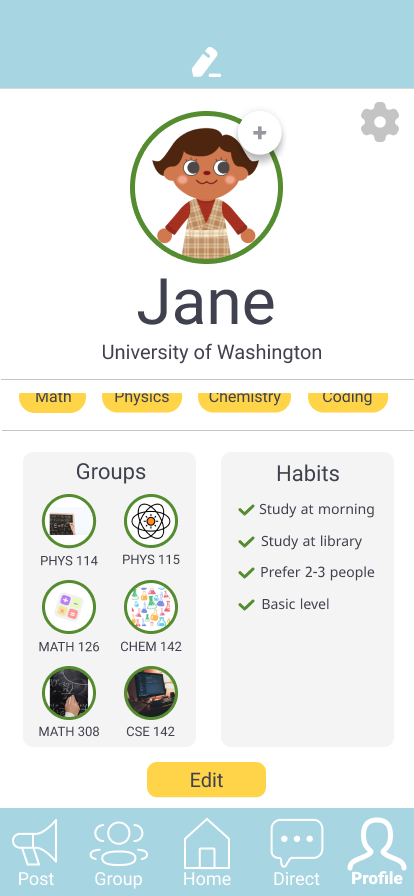 Jane
University of Washington
Math Physics Chemistry Coding
Groups
PHYS 114 PHYS 115
MATH 126 CHEM 142
MATH 308 CSE 142
Habits
Study at morning
Study at library
Prefer 2-3 people
Basic level
Edit
Post Group Home Direct Profile